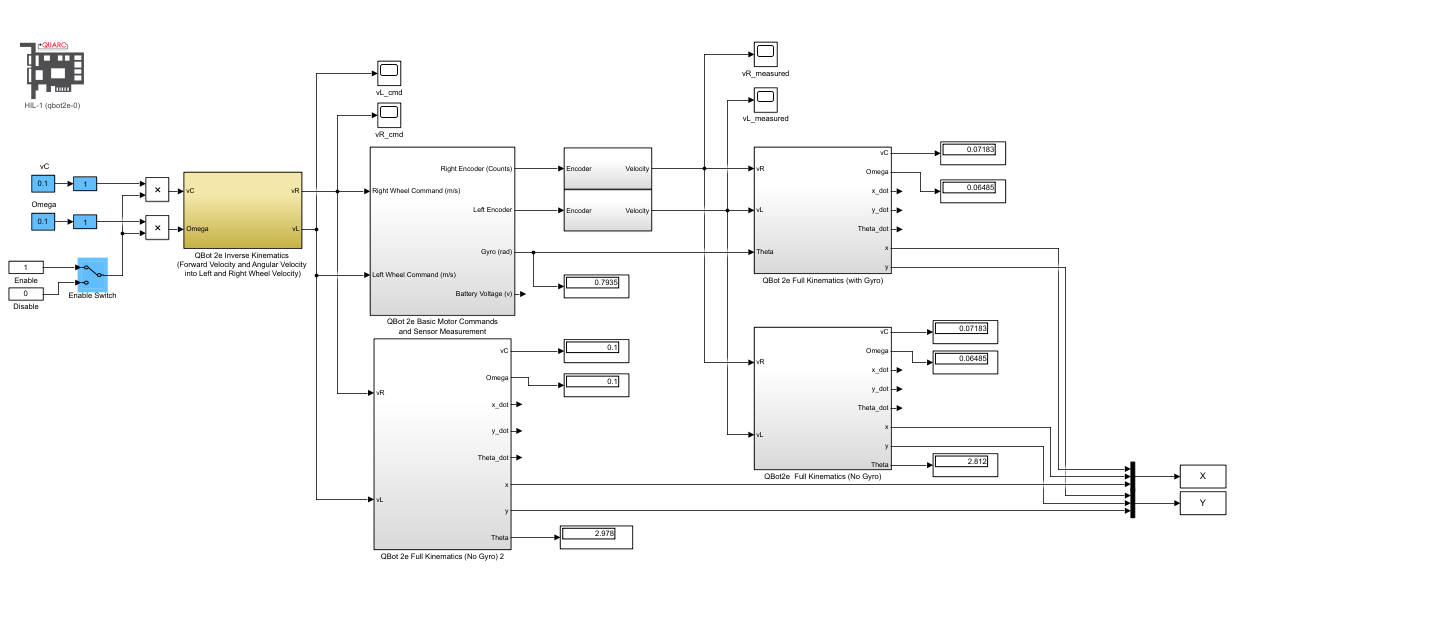 QUARC
HIL-1 (qbot2e-0)
vC
0.1
1
Omega
0.1
1
×
×
1
Enable
0
Disable
Enable Switch
vC
vR
Omega
vL
QBot 2e Inverse Kinematics
(Forward Velocity and Angular Velocity
into Left and Right Wheel Velocity)
vL_cmd
vR_cmd
Right Encoder (Counts)
Right Wheel Command (m/s)
Left Encoder
Gyro (rad)
Left Wheel Command (m/s)
Battery Voltage (v)
QBot 2e Basic Motor Commands
and Sensor Measurement
Encoder
Velocity
Encoder
Velocity
0.7935
vR_measured
vL_measured
vC
vR
Omega
x_dot
vL
y_dot
Theta_dot
Theta
x
y
QBot 2e Full Kinematics (with Gyro)
0.07183
0.06485
vC
Omega
vR
x_dot
y_dot
Theta_dot
x
vL
y
Theta
QBot2e  Full Kinematics (No Gyro)
0.07183
0.06485
2.812
vC
Omega
vR
x_dot
y_dot
Theta_dot
x
vL
y
Theta
QBot 2e Full Kinematics (No Gyro) 2
0.1
0.1
2.978
X
Y